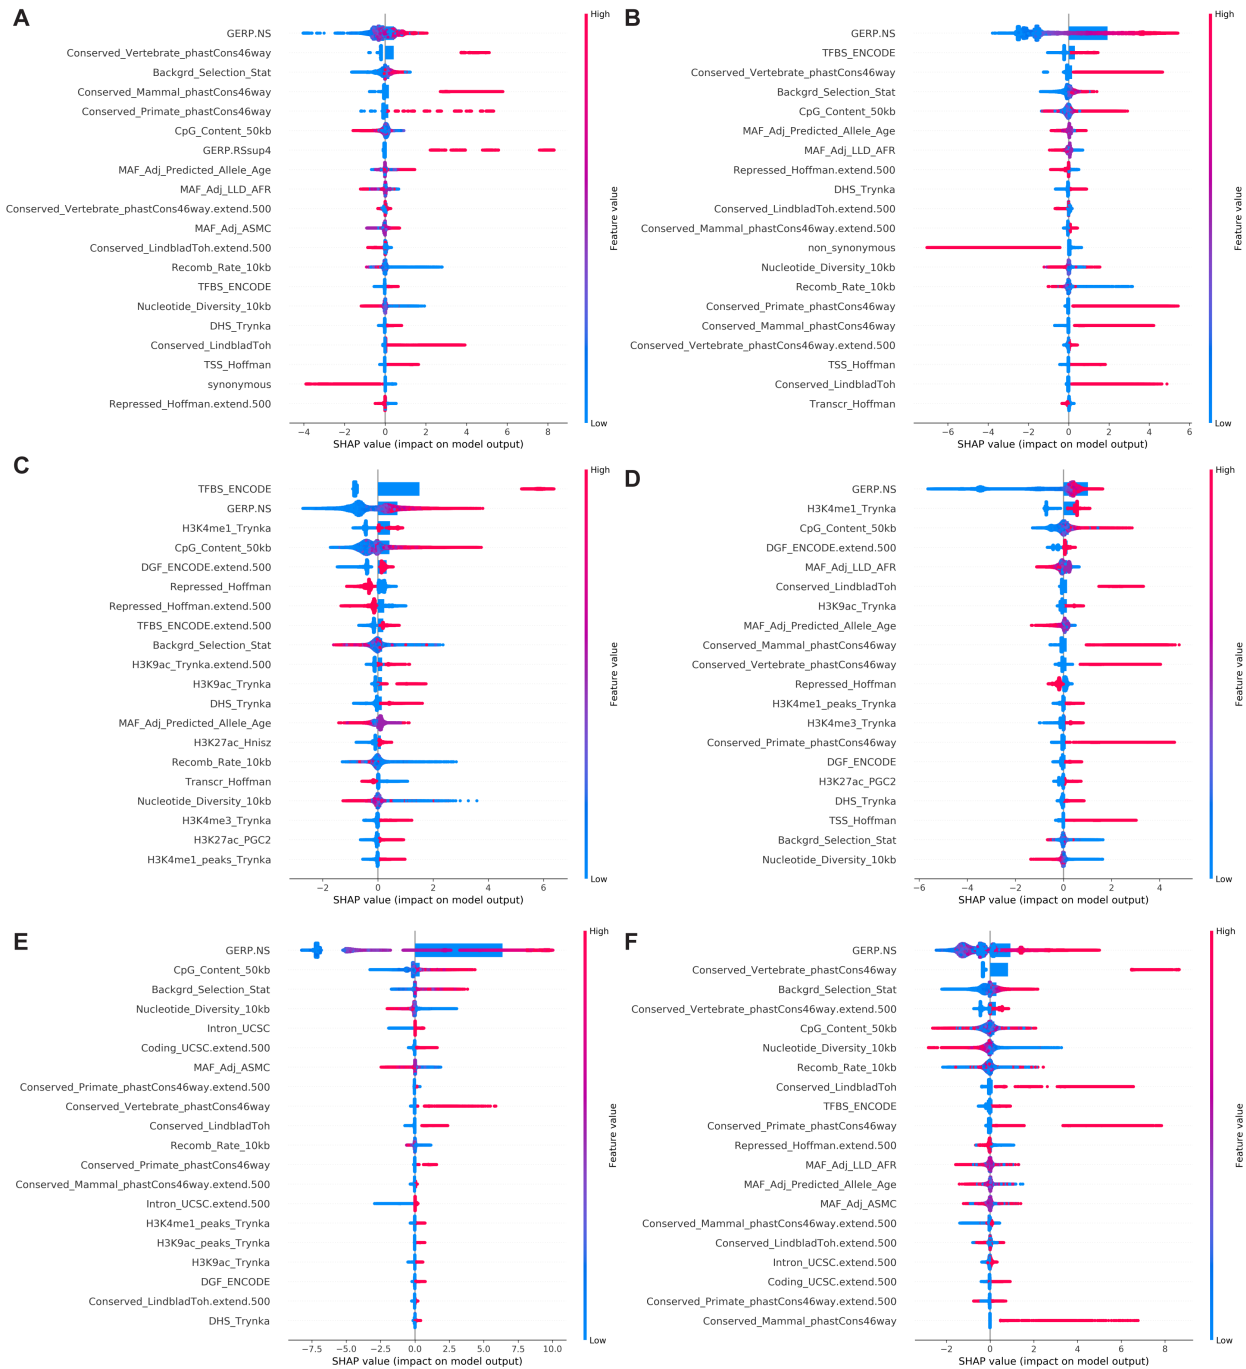 A
High
GERP.NS
Conserved_Vertebrate_phastCons46way
Backgrd_Selection_Stat
Conserved_Mammal_phastCons46way
Conserved_Primate_phastCons46way
CpG_Content_50kb
GERP.RSsup4
MAF_Adj_Predicted_Allele_Age
MAF_Adj_LLD_AFR
Conserved_Vertebrate_phastCons46way.extend.500
MAF_Adj_ASMC
Conserved_LindbladToh.extend.500
Recomb_Rate_10kb
TFBS_ENCODE
Nucleotide_Diversity_10kb
DHS_Trynka
Conserved_LindbladToh
TSS_Hoffman
synonymous
Repressed_Hoffman.extend.500
Feature value
Low
−4 −2 0 2 4 6 8
SHAP value (impact on model output)
B
High
GERP.NS
TFBS_ENCODE
Conserved_Vertebrate_phastCons46way
Backgrd_Selection_Stat
CpG_Content_50kb
MAF_Adj_Predicted_Allele_Age
MAF_Adj_LLD_AFR
Repressed_Hoffman.extend.500
DHS_Trynka
Conserved_LindbladToh.extend.500
Conserved_Mammal_phastCons46way.extend.500
non_synonymous
Nucleotide_Diversity_10kb
Recomb_Rate_10kb
Conserved_Primate_phastCons46way
Conserved_Mammal_phastCons46way
Conserved_Vertebrate_phastCons46way.extend.500
TSS_Hoffman
Conserved_LindbladToh
Transcr_Hoffman
Feature value
Low
−6 −4 −2 0 2 4 6
SHAP value (impact on model output)
C
High
TFBS_ENCODE
GERP.NS
H3K4me1_Trynka
CpG_Content_50kb
DGF_ENCODE.extend.500
Repressed_Hoffman
Repressed_Hoffman.extend.500
TFBS_ENCODE.extend.500
Backgrd_Selection_Stat
H3K9ac_Trynka.extend.500
H3K9ac_Trynka
DHS_Trynka
MAF_Adj_Predicted_Allele_Age
H3K27ac_Hnisz
Recomb_Rate_10kb
Transcr_Hoffman
Nucleotide_Diversity_10kb
H3K4me3_Trynka
H3K27ac_PGC2
H3K4me1_peaks_Trynka
Feature value
Low
−2 0 2 4 6
SHAP value (impact on model output)
D
High
GERP.NS
H3K4me1_Trynka
CpG_Content_50kb
DGF_ENCODE.extend.500
MAF_Adj_LLD_AFR
Conserved_LindbladToh
H3K9ac_Trynka
MAF_Adj_Predicted_Allele_Age
Conserved_Mammal_phastCons46way
Conserved_Vertebrate_phastCons46way
Repressed_Hoffman
H3K4me1_peaks_Trynka
H3K4me3_Trynka
Conserved_Primate_phastCons46way
DGF_ENCODE
H3K27ac_PGC2
DHS_Trynka
TSS_Hoffman
Backgrd_Selection_Stat
Nucleotide_Diversity_10kb
Feature value
Low
−6 −4 −2 0 2 4
SHAP value (impact on model output)
E
High
GERP.NS
CpG_Content_50kb
Backgrd_Selection_Stat
Nucleotide_Diversity_10kb
Intron_UCSC
Coding_UCSC.extend.500
MAF_Adj_ASMC
Conserved_Primate_phastCons46way.extend.500
Conserved_Vertebrate_phastCons46way
Conserved_LindbladToh
Recomb_Rate_10kb
Conserved_Primate_phastCons46way
Conserved_Mammal_phastCons46way.extend.500
Intron_UCSC.extend.500
H3K4me1_peaks_Trynka
H3K9ac_peaks_Trynka
H3K9ac_Trynka
DGF_ENCODE
Conserved_LindbladToh.extend.500
DHS_Trynka
Feature value
Low
−7.5 −5.0 −2.5 0.0 2.5 5.0 7.5 10.0
SHAP value (impact on model output)
F
High
GERP.NS
Conserved_Vertebrate_phastCons46way
Backgrd_Selection_Stat
Conserved_Vertebrate_phastCons46way.extend.500
CpG_Content_50kb
Nucleotide_Diversity_10kb
Recomb_Rate_10kb
Conserved_LindbladToh
TFBS_ENCODE
Conserved_Primate_phastCons46way
Repressed_Hoffman.extend.500
MAF_Adj_LLD_AFR
MAF_Adj_Predicted_Allele_Age
MAF_Adj_ASMC
Conserved_Mammal_phastCons46way.extend.500
Conserved_LindbladToh.extend.500
Intron_UCSC.extend.500
Coding_UCSC.extend.500
Conserved_Primate_phastCons46way.extend.500
Conserved_Mammal_phastCons46way
Feature value
Low
−2 0 2 4 6 8
SHAP value (impact on model output)